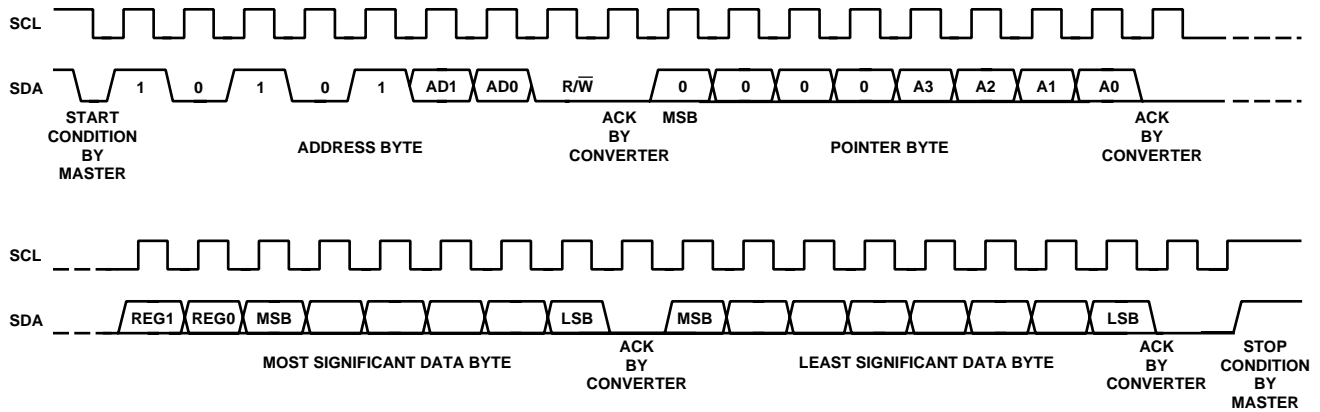 SCL
SDA
1 0 1 0 1 AD1 AD0 R/W̅ 0 0 0 0 A3 A2 A1 A0
START CONDITION BY MASTER
ADDRESS BYTE
ACK BY CONVERTER
MSB
POINTER BYTE
ACK BY CONVERTER
SCL
SDA
REG1 REG0 MSB LSB MSB LSB
MOST SIGNIFICANT DATA BYTE
ACK BY CONVERTER
LEAST SIGNIFICANT DATA BYTE
ACK BY CONVERTER
STOP CONDITION BY MASTER